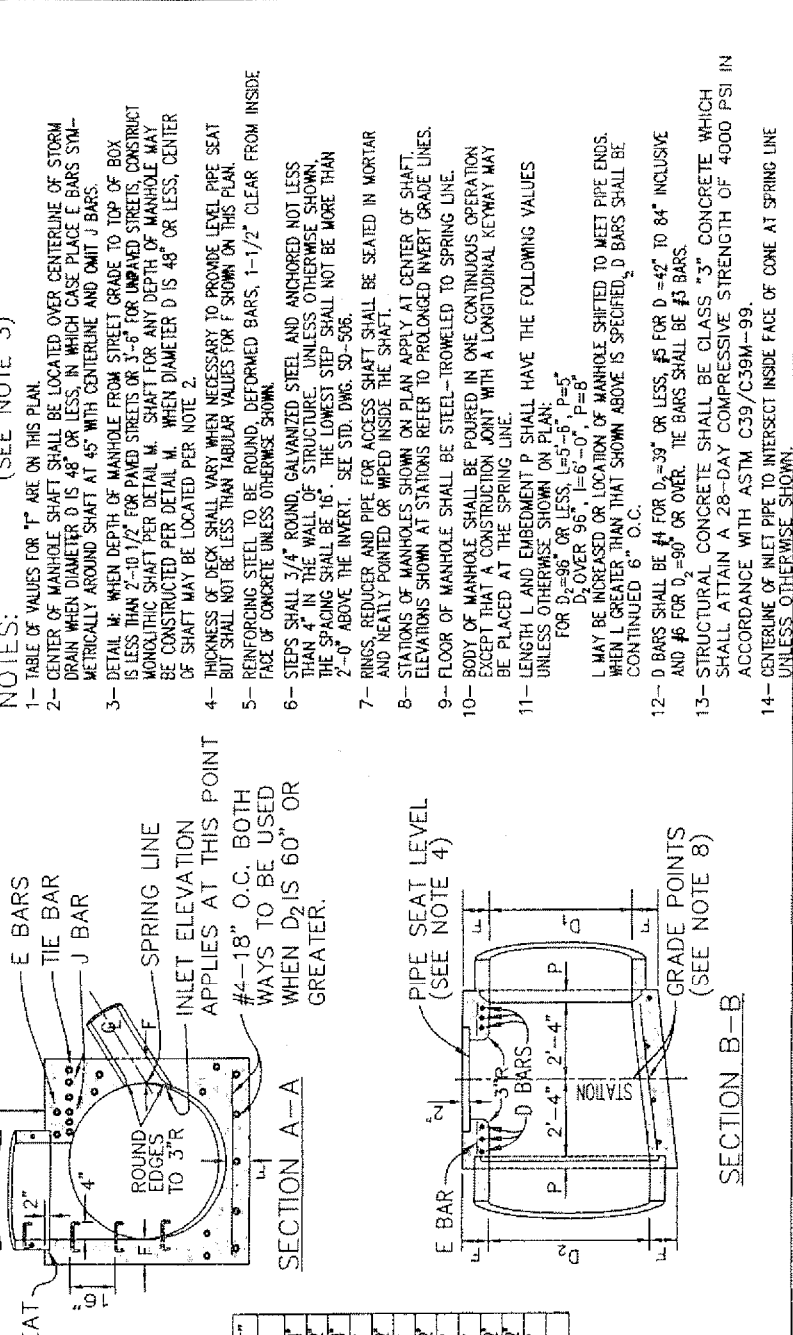 NOTES:
(SEE NOTE 3)
1- TABLE OF VALUES FOR "F" ARE ON THIS PLAN.
2- CENTER OF MANHOLE SHAFT SHALL BE LOCATED OVER CENTERLINE OF STORM
DRAIN WHEN DIAMETER D IS 48" OR LESS, IN WHICH CASE PLACE E BARS SYM-
METRICALLY AROUND SHAFT AT 45° WITH CENTERLINE AND OMIT J BARS.
3- DETAIL M: WHEN DEPTH OF MANHOLE FROM STREET GRADE TO TOP OF BOX
IS LESS THAN 2'-10 1/2" FOR PAVED STREETS OR 3'-6" FOR UNPAVED STREETS, CONSTRUCT
MONOLITHIC SHAFT PER DETAIL M. SHAFT FOR ANY DEPTH OF MANHOLE MAY
BE CONSTRUCTED PER DETAIL M. WHEN DIAMETER D IS 48" OR LESS, CENTER
OF SHAFT MAY BE LOCATED PER NOTE 2.
4- THICKNESS OF DECK SHALL VARY WHEN NECESSARY TO PROVIDE LEVEL PIPE SEAT
BUT SHALL NOT BE LESS THAN TABULAR VALUES FOR F SHOWN ON THIS PLAN.
5- REINFORCING STEEL TO BE ROUND, DEFORMED BARS, 1-1/2" CLEAR FROM INSIDE
FACE OF CONCRETE UNLESS OTHERWISE SHOWN.
6- STEPS SHALL 3/4" ROUND, GALVANIZED STEEL AND ANCHORED NOT LESS
THAN 4" IN THE WALL OF STRUCTURE. UNLESS OTHERWISE SHOWN,
THE SPACING SHALL BE 16". THE LOWEST STEP SHALL NOT BE MORE THAN
2'-0" ABOVE THE INVERT. SEE STD. DWG. SD-506.
7- RINGS, REDUCER AND PIPE FOR ACCESS SHAFT SHALL BE SEATED IN MORTAR
AND NEATLY POINTED OR WIPED INSIDE THE SHAFT.
8- STATIONS OF MANHOLES SHOWN ON PLAN APPLY AT CENTER OF SHAFT.
ELEVATIONS SHOWN AT STATIONS REFER TO PROLONGED INVERT GRADE LINES.
9- FLOOR OF MANHOLE SHALL BE STEEL-TROWELED TO SPRING LINE.
10- BODY OF MANHOLE SHALL BE POURED IN ONE CONTINUOUS OPERATION
EXCEPT THAT A CONSTRUCTION JOINT WITH A LONGITUDINAL KEYWAY MAY
BE PLACED AT THE SPRING LINE.
11- LENGTH L AND EMBEDMENT P SHALL HAVE THE FOLLOWING VALUES
UNLESS OTHERWISE SHOWN ON PLAN:
FOR D2=96" OR LESS, L=5'-6", P=5"
D2 OVER 96", l=6'-0", P=8"
L MAY BE INCREASED OR LOCATION OF MANHOLE SHIFTED TO MEET PIPE ENDS.
WHEN L GREATER THAN THAT SHOWN ABOVE IS SPECIFIED, D BARS SHALL BE
CONTINUED 6" O.C.
12- D BARS SHALL BE #4 FOR D2=39" OR LESS, #5 FOR D =42" TO 84" INCLUSIVE
AND #6 FOR D2=90" OR OVER. TIE BARS SHALL BE #3 BARS.
13- STRUCTURAL CONCRETE SHALL BE CLASS "3" CONCRETE WHICH
SHALL ATTAIN A 28-DAY COMPRESSIVE STRENGTH OF 4000 PSI IN
ACCORDANCE WITH ASTM C39/C39M-99.
14- CENTERLINE OF INLET PIPE TO INTERSECT INSIDE FACE OF CONE AT SPRING LINE
UNLESS OTHERWISE SHOWN.
E BARS
TIE BAR
J BAR
SPRING LINE
INLET ELEVATION
APPLIES AT THIS POINT
#4-18" O.C. BOTH
WAYS TO BE USED
WHEN D2 IS 60" OR
GREATER.
2"
4"
16"
F
F
F
ROUND
EDGES
TO 3"R
SECTION A-A
PIPE SEAT LEVEL
(SEE NOTE 4)
E BAR
3"R
D BARS
P
2'-4"
2'-4"
P
STATION
F
D2
F
F
F
GRADE POINTS
(SEE NOTE 8)
SECTION B-B